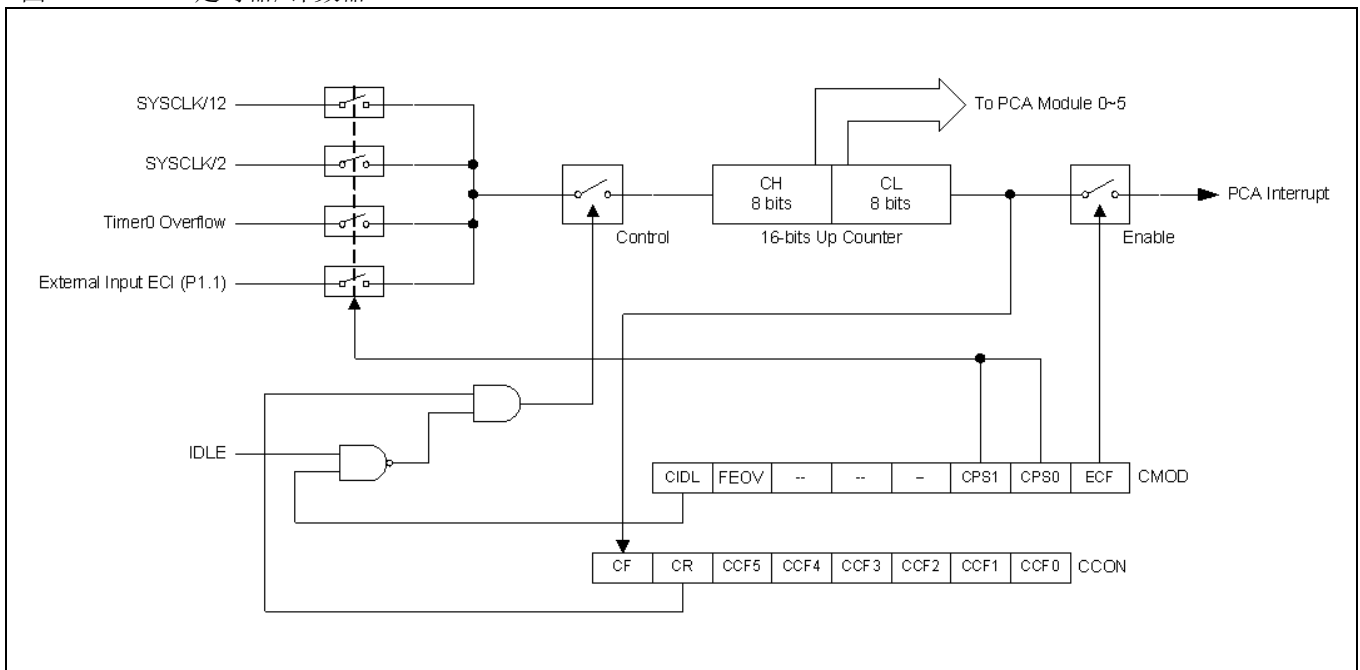 SYSCLK/12
To PCA Module 0~5
SYSCLK/2
CH
8 bits
CL
8 bits
PCA Interrupt
Timer0 Overflow
Control
16-bits Up Counter
Enable
External Input ECI (P1.1)
IDLE
CIDL FEOV -- -- – CPS1 CPS0 ECF CMOD
CF CR CCF5 CCF4 CCF3 CCF2 CCF1 CCF0 CCON